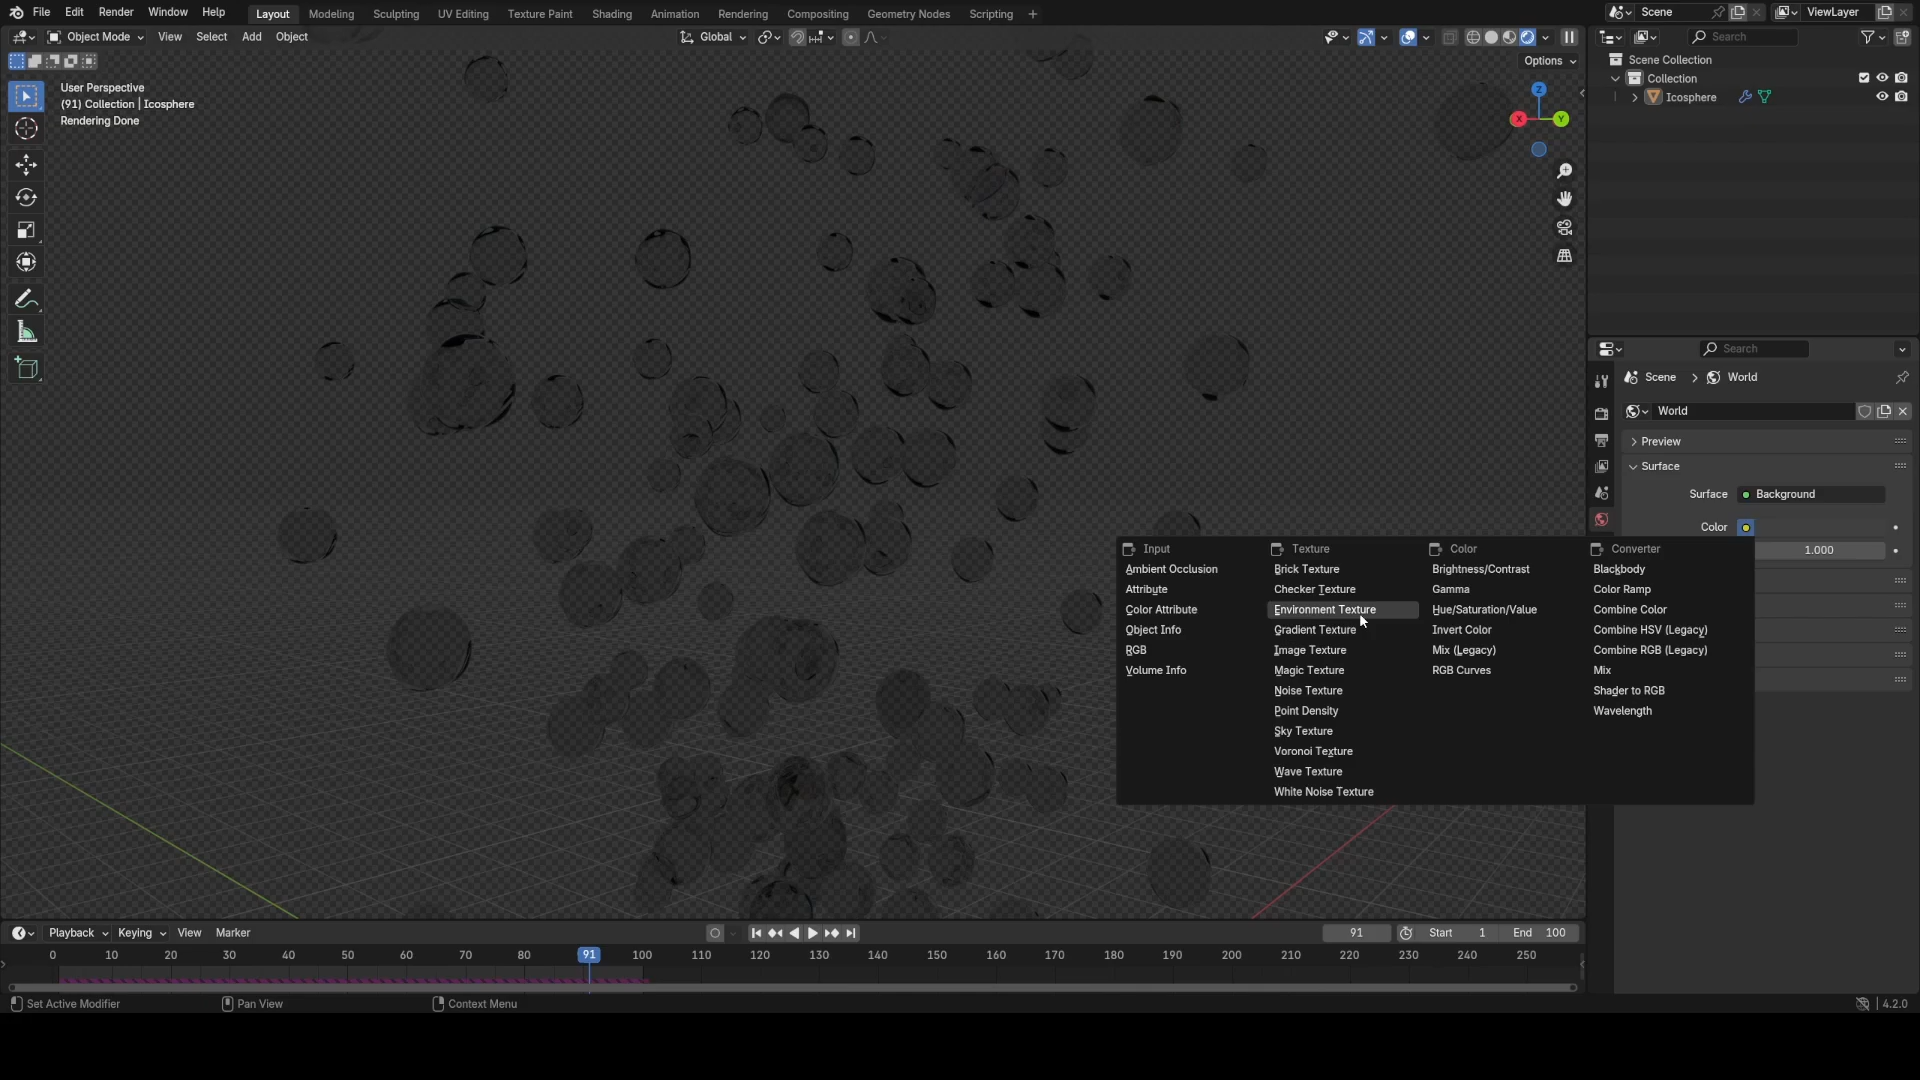 File Edit Render Window Help Layout Modeling Sculpting UV Editing Texture Paint Shading Animation Rendering Compositing Geometry Nodes Scripting + Scene ViewLayer
Object Mode View Select Add Object Global Search
Options
User Perspective
(91) Collection | Icosphere
Rendering Done
Z
X Y
Scene Collection
Collection
Icosphere
Search
Scene > World
World
Preview
Surface
Surface Background
Color
1.000
Input Texture Color Converter
Ambient Occlusion Brick Texture Brightness/Contrast Blackbody
Attribute Checker Texture Gamma Color Ramp
Color Attribute Environment Texture Hue/Saturation/Value Combine Color
Object Info Gradient Texture Invert Color Combine HSV (Legacy)
RGB Image Texture Mix (Legacy) Combine RGB (Legacy)
Volume Info Magic Texture RGB Curves Mix
Noise Texture Shader to RGB
Point Density Wavelength
Sky Texture
Voronoi Texture
Wave Texture
White Noise Texture
Playback Keying View Marker 91 Start 1 End 100
0 10 20 30 40 50 60 70 80 91 100 110 120 130 140 150 160 170 180 190 200 210 220 230 240 250
Set Active Modifier Pan View Context Menu 4.2.0